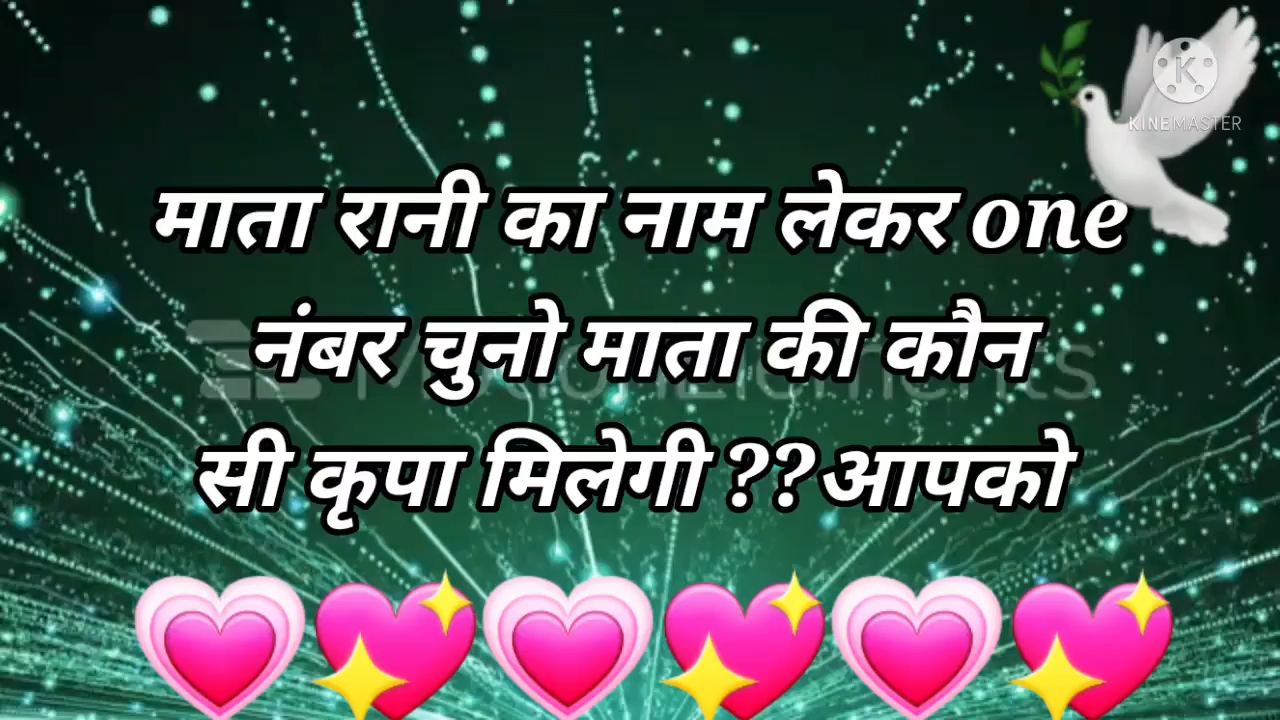 K
KINEMASTER
माता रानी का नाम लेकर one
नंबर चुनो माता की कौन
सी कृपा मिलेगी ??आपको